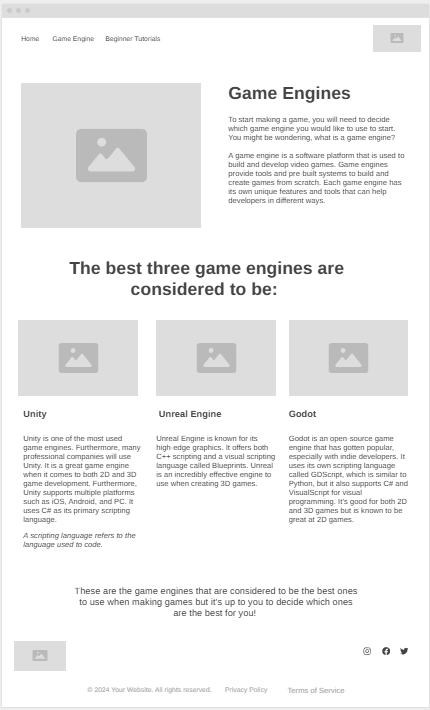 Home Game Engine Beginner Tutorials
Game Engines
To start making a game, you will need to decide
which game engine you would like to use to start.
You might be wondering, what is a game engine?
A game engine is a software platform that is used to
build and develop video games. Game engines
provide tools and pre built systems to build and
create games from scratch. Each game engine has
its own unique features and tools that can help
developers in different ways.
The best three game engines are
considered to be:
Unity
Unity is one of the most used
game engines. Furthermore, many
professional companies will use
Unity. It is a great game engine
when it comes to both 2D and 3D
game development. Furthermore,
Unity supports multiple platforms
such as iOS, Android, and PC. It
uses C# as its primary scripting
language.
A scripting language refers to the
language used to code.
Unreal Engine
Unreal Engine is known for its
high-edge graphics. It offers both
C++ scripting and a visual scripting
language called Blueprints. Unreal
is an incredibly effective engine to
use when creating 3D games.
Godot
Godot is an open-source game
engine that has gotten popular,
especially with indie developers. It
uses its own scripting language
called GDScript, which is similar to
Python, but it also supports C# and
VisualScript for visual
programming. It's good for both 2D
and 3D games but is known to be
great at 2D games.
These are the game engines that are considered to be the best ones
to use when making games but it's up to you to decide which ones
are the best for you!
© 2024 Your Website. All rights reserved. Privacy Policy Terms of Service